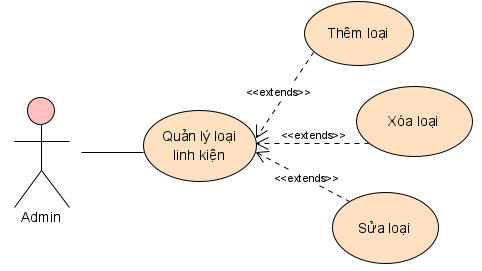 Thêm loại
<<extends>>
Quản lý loại
linh kiện
<<extends>>
Xóa loại
<<extends>>
Sửa loại
Admin